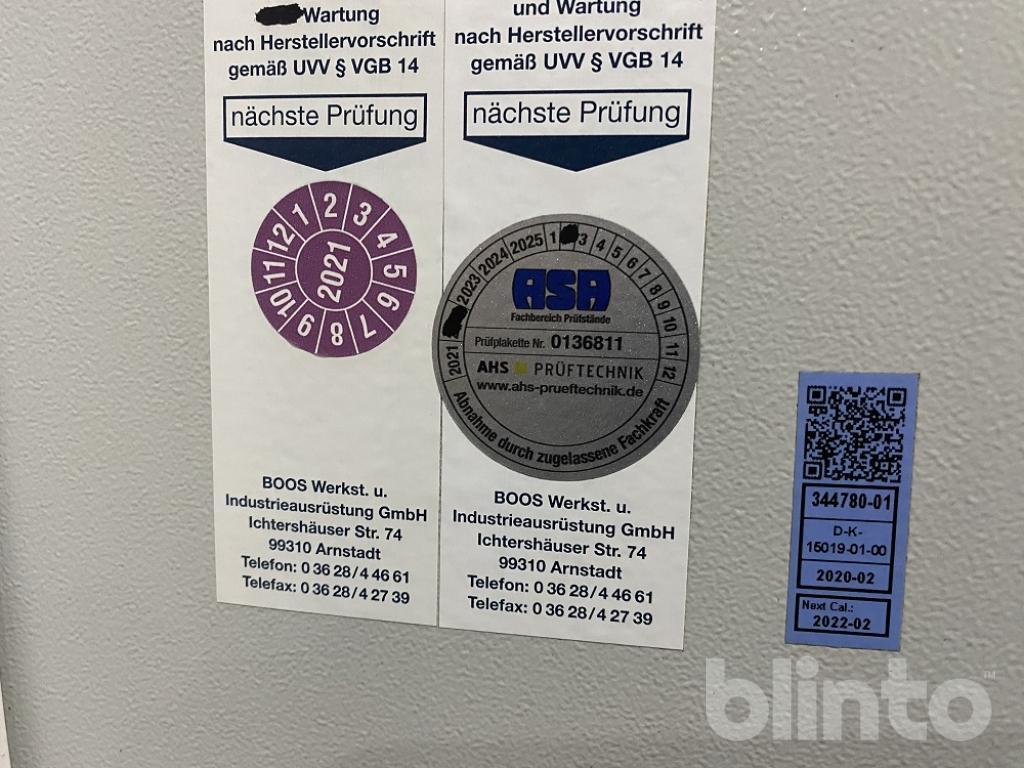 Wartung
nach Herstellervorschrift
gemäß UVV § VGB 14
nächste Prüfung
1 2 3 4 5 6 7 8 9 10 11 12
2021
BOOS Werkst. u.
Industrieausrüstung GmbH
Ichtershäuser Str. 74
99310 Arnstadt
Telefon: 0 36 28/4 46 61
Telefax: 0 36 28/4 27 39
und Wartung
nach Herstellervorschrift
gemäß UVV § VGB 14
nächste Prüfung
2021 2023 2024 2025 1 3 4 5 6 7 8 9 10 11 12
ASA
Fachbereich Prüfstände
Prüfplakette Nr. 0136811
AHS PRÜFTECHNIK
www.ahs-prueftechnik.de
Abnahme durch zugelassene Fachkraft
BOOS Werkst. u.
Industrieausrüstung GmbH
Ichtershäuser Str. 74
99310 Arnstadt
Telefon: 0 36 28/4 46 61
Telefax: 0 36 28/4 27 39
344780-01
D-K-
15019-01-00
2020-02
Next Cal.:
2022-02
blinto™